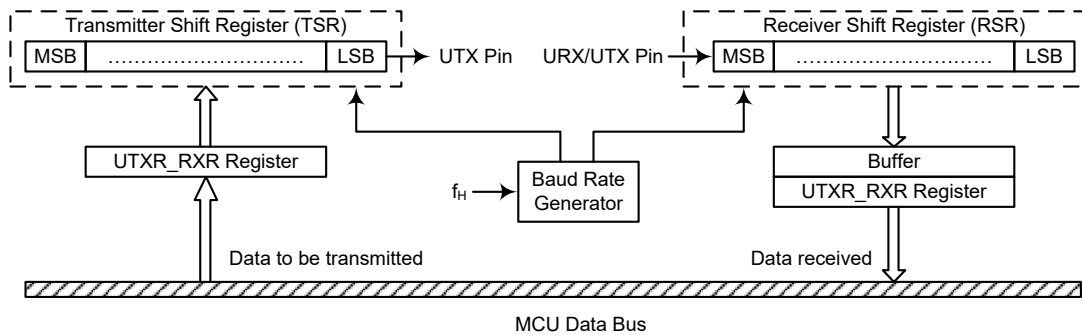 Transmitter Shift Register (TSR)
MSB ................................ LSB
UTX Pin
URX/UTX Pin
Receiver Shift Register (RSR)
MSB ................................ LSB
UTXR_RXR Register
f_H
Baud Rate
Generator
Buffer
UTXR_RXR Register
Data to be transmitted
Data received
MCU Data Bus